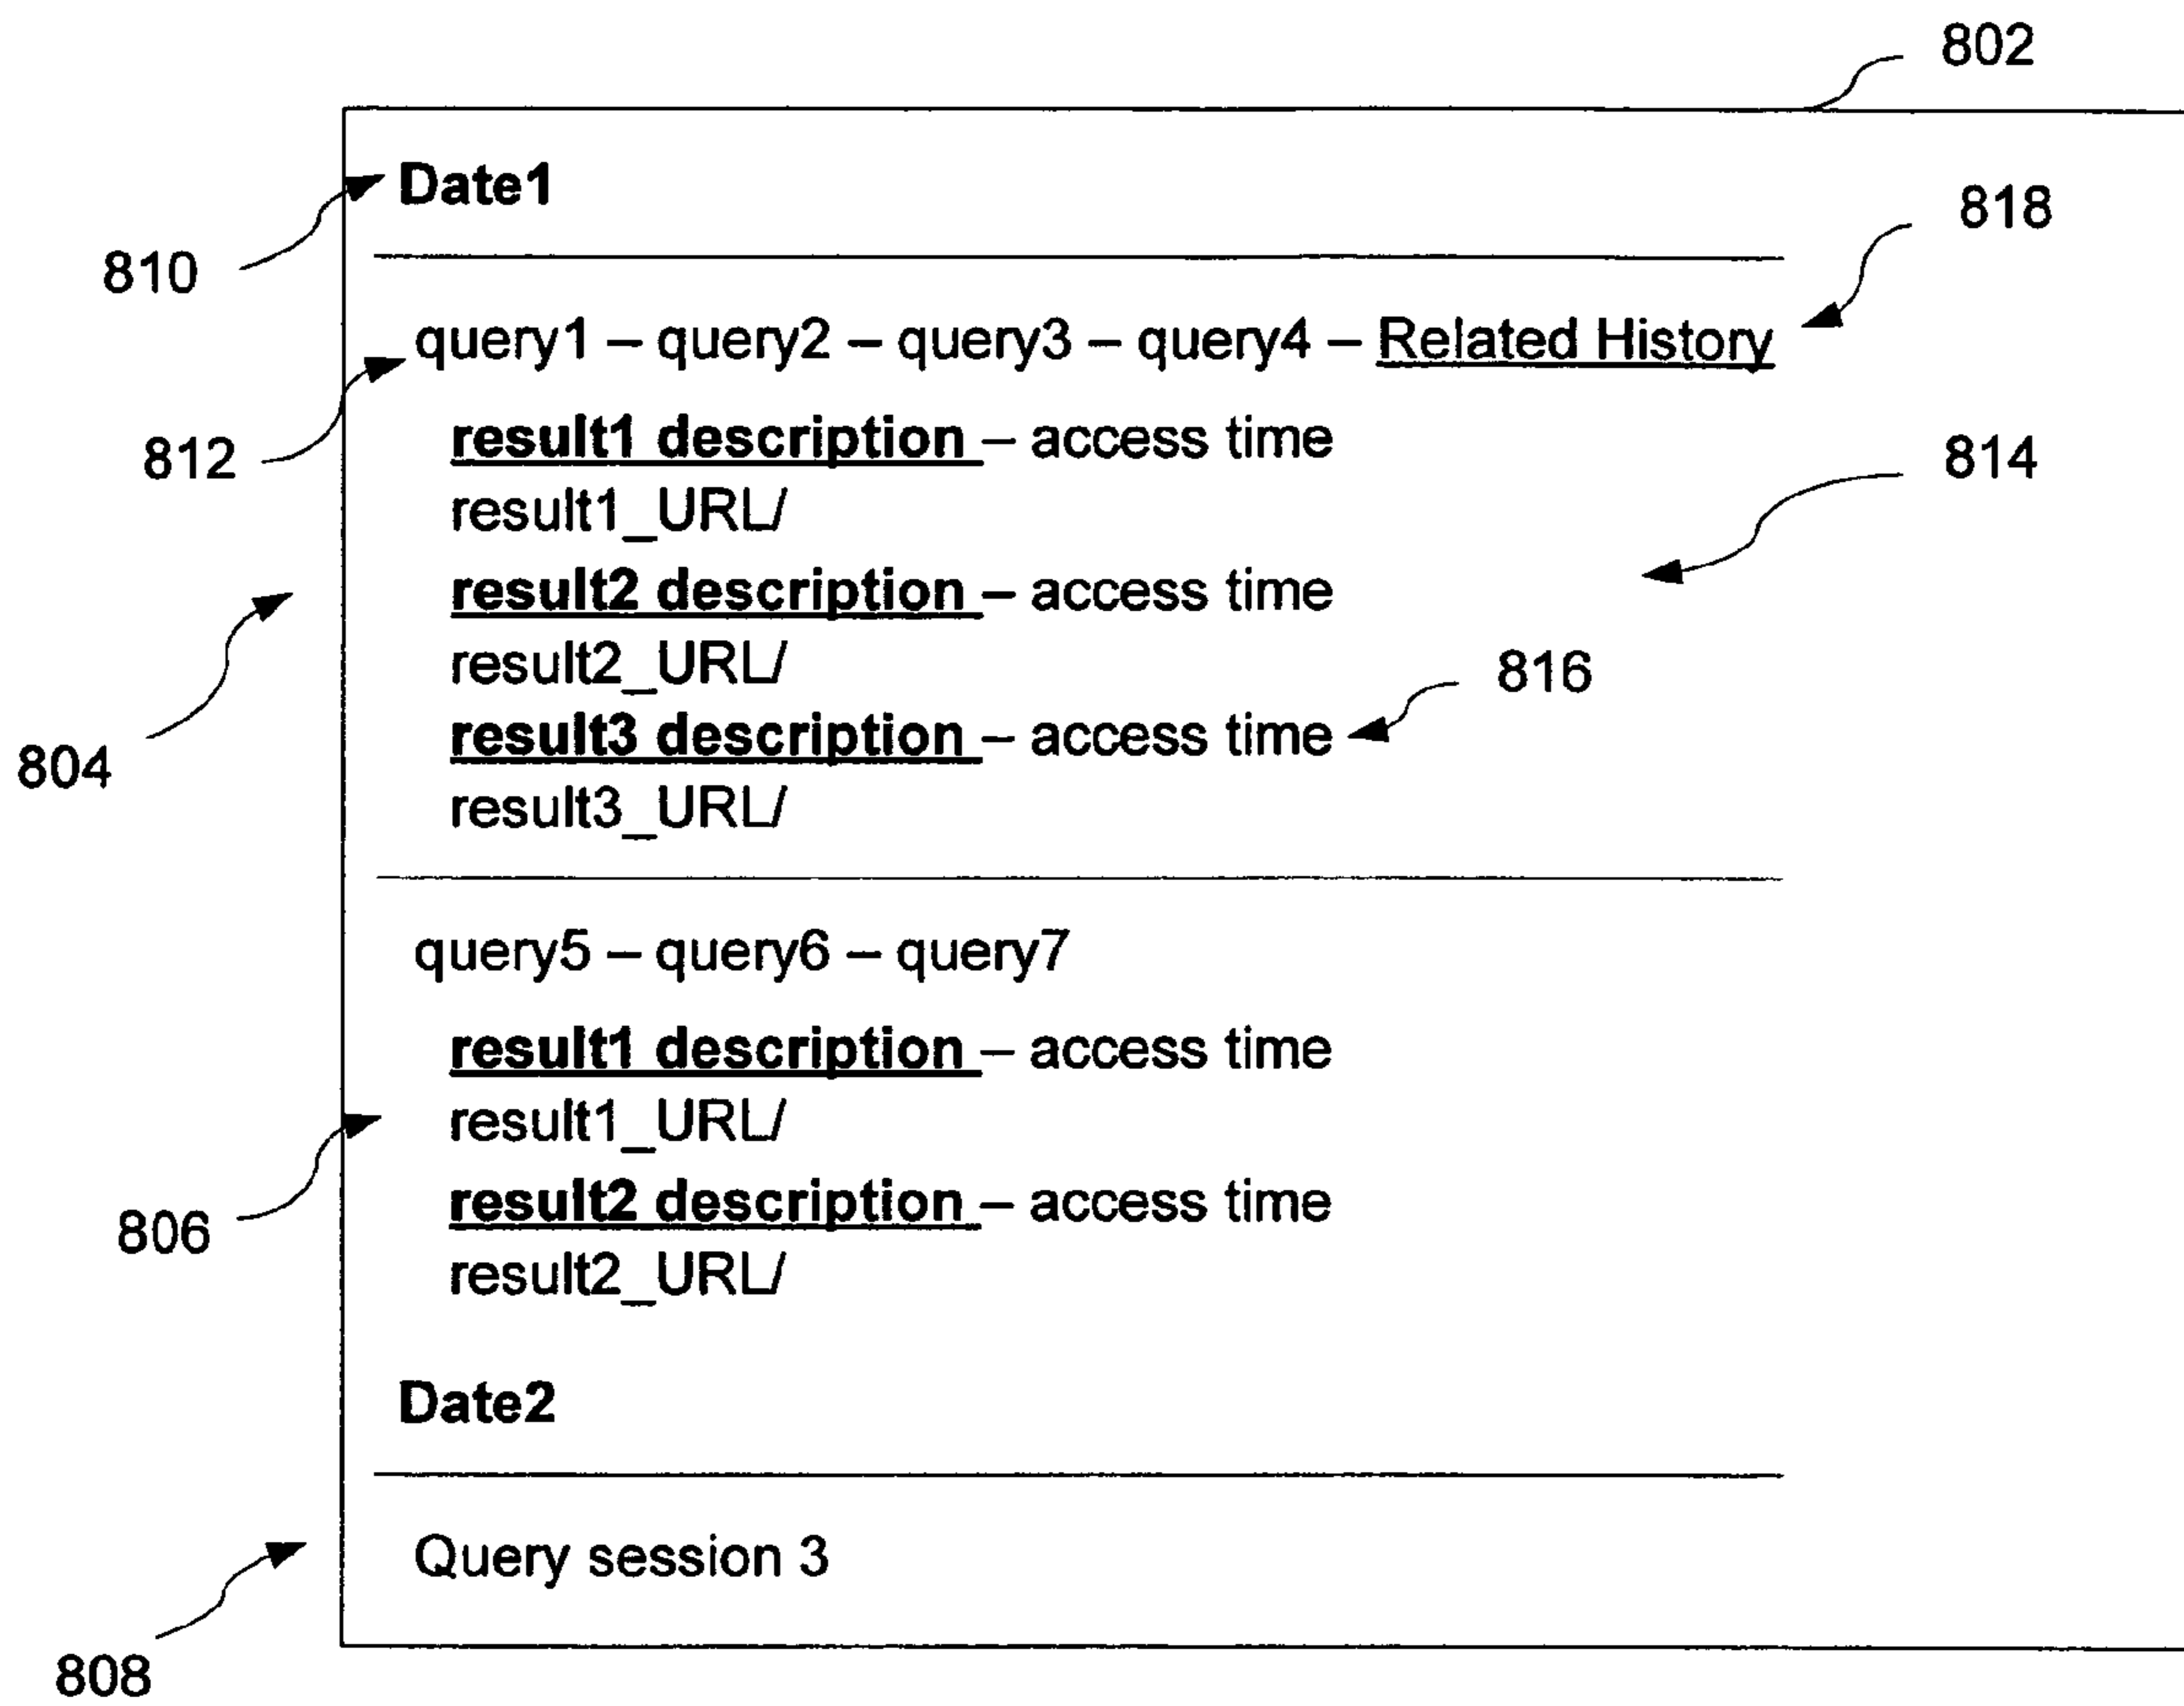 802
Date1
818
810
query1 – query2 – query3 – query4 – Related History
result1 description – access time
812
814
result1_URL/
result2 description – access time
result2_URL/
816
result3 description – access time
804
result3_URL/
query5 – query6 – query7
result1 description – access time
result1_URL/
result2 description – access time
806
result2_URL/
Date2
Query session 3
808